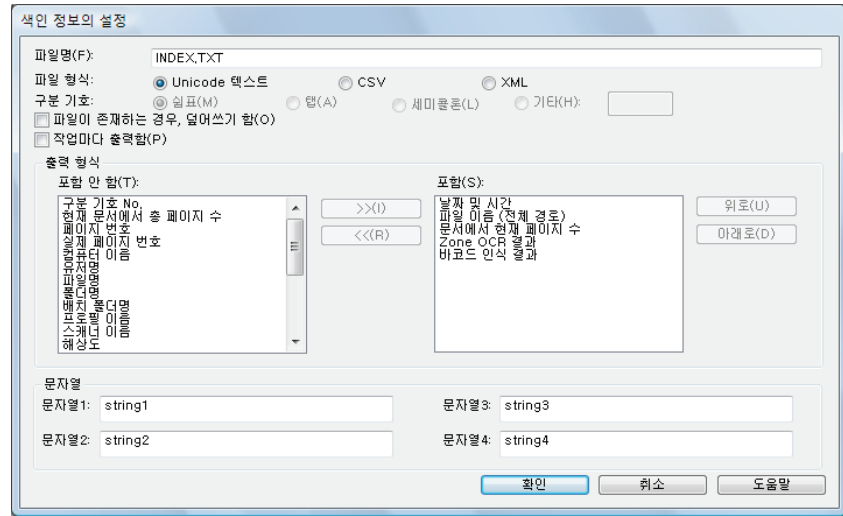 색인 정보의 설정
파일명(F): INDEX.TXT
파일 형식: Unicode 텍스트 CSV XML
구분 기호: 쉼표(M) 탭(A) 세미콜론(L) 기타(H):
파일이 존재하는 경우, 덮어쓰기 함(O)
작업마다 출력함(P)
출력 형식
포함 안 함(T):
구분 기호 No.
현재 문서에서 총 페이지 수
페이지 번호
실제 페이지 번호
컴퓨터 이름
유저명
파일명
폴더명
배치 폴더명
프로필 이름
스캐너 이름
해상도
>>(I)
<<(R)
포함(S):
날짜 및 시간
파일 이름 (전체 경로)
문서에서 현재 페이지 수
Zone OCR 결과
바코드 인식 결과
위로(U)
아래로(D)
문자열
문자열1: string1 문자열3: string3
문자열2: string2 문자열4: string4
확인 취소 도움말